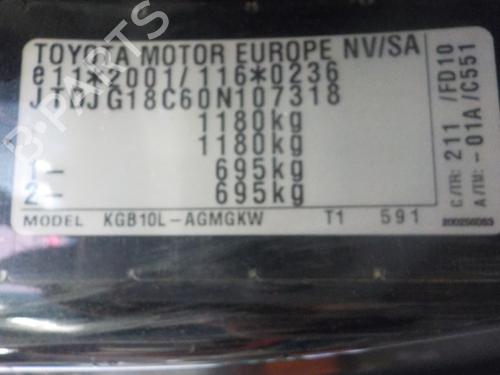 TOYOTA MOTOR EUROPE NV/SA
e11*2001/116*0236
JTDJG18C60N107318
1180kg
1180kg
1- 695kg
2- 695kg
MODEL KGB10L-AGMGKW T1 591
C/TR: 211 /FD10
A/TM: -01A /C551
B-PARTS